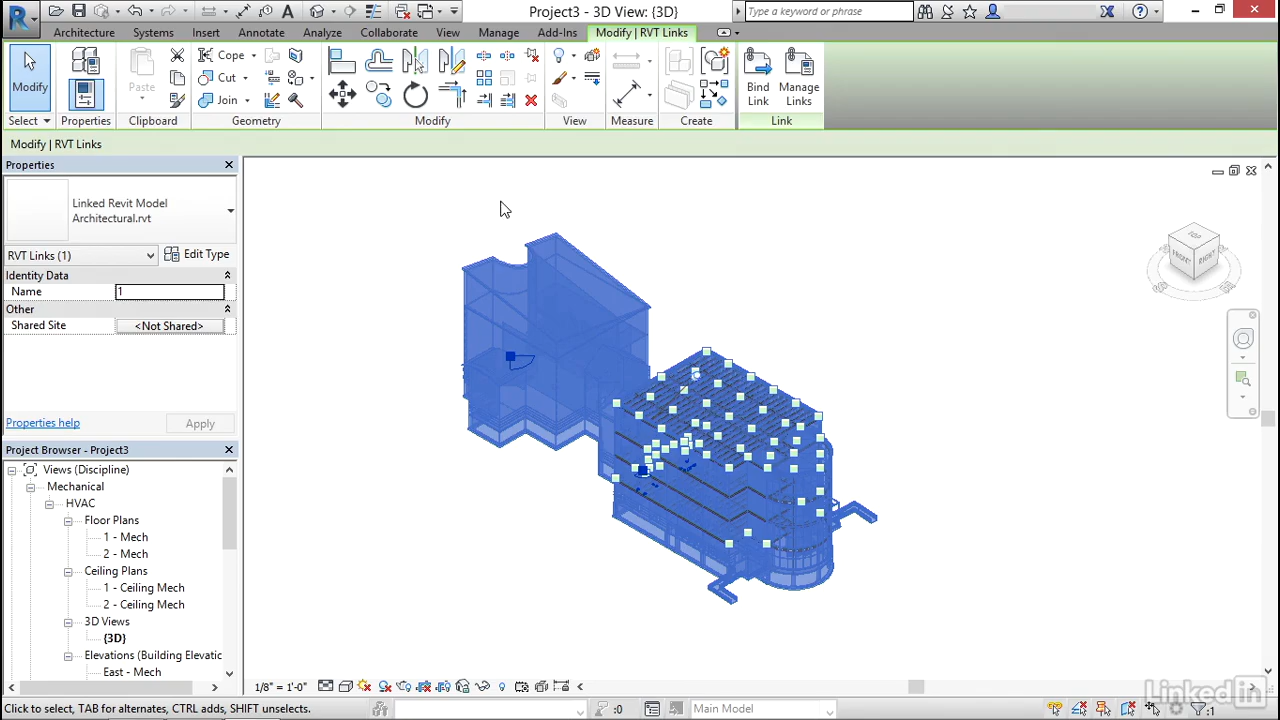 Project3 - 3D View: {3D}
Type a keyword or phrase
Architecture Systems Insert Annotate Analyze Collaborate View Manage Add-Ins Modify | RVT Links
Modify
Cope
Cut
Join
Paste
Bind Link
Manage Links
Select Properties Clipboard Geometry Modify View Measure Create Link
Modify | RVT Links
Properties
Linked Revit Model
Architectural.rvt
RVT Links (1)
Edit Type
Identity Data
Name 1
Other
Shared Site <Not Shared>
Properties help
Apply
Project Browser - Project3
Views (Discipline)
Mechanical
HVAC
Floor Plans
1 - Mech
2 - Mech
Ceiling Plans
1 - Ceiling Mech
2 - Ceiling Mech
3D Views
{3D}
Elevations (Building Elevatic
East - Mech
TOP
FRONT
RIGHT
1/8" = 1'-0"
Click to select, TAB for alternates, CTRL adds, SHIFT unselects.
:0
Main Model
:1
Linked in